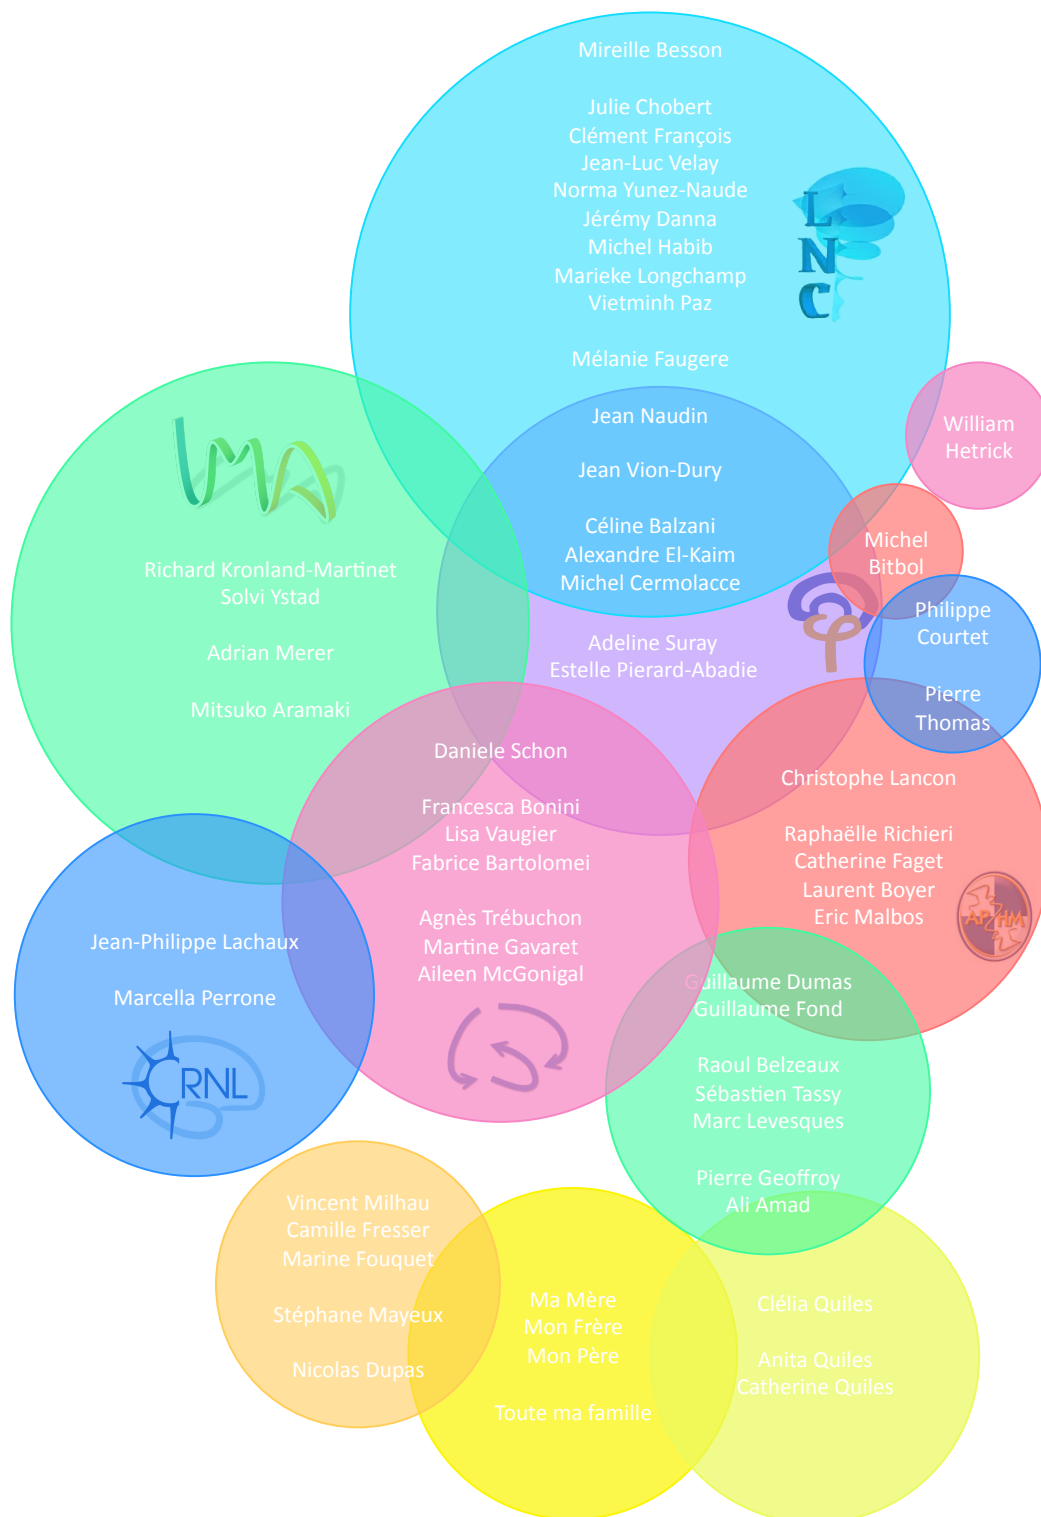 Mireille Besson
Julie Chobert
Clément François
Jean-Luc Velay
Norma Yunez-Naude
Jérémy Danna
Michel Habib
Marieke Longchamp
Vietminh Paz
Mélanie Faugere
L
N
C
Jean Naudin
Jean Vion-Dury
Céline Balzani
Alexandre El-Kaim
Michel Cermolacce
William
Hetrick
Michel
Bitbol
Philippe
Courtet
Pierre
Thomas
LMA
Richard Kronland-Martinet
Solvi Ystad
Adrian Merer
Mitsuko Aramaki
Adeline Suray
Estelle Pierard-Abadie
Daniele Schon
Francesca Bonini
Lisa Vaugier
Fabrice Bartolomei
Agnès Trébuchon
Martine Gavaret
Aileen McGonigal
Christophe Lancon
Raphaëlle Richieri
Catherine Faget
Laurent Boyer
Eric Malbos
AP HM
Jean-Philippe Lachaux
Marcella Perrone
CRNL
Guillaume Dumas
Guillaume Fond
Raoul Belzeaux
Sébastien Tassy
Marc Levesques
Pierre Geoffroy
Ali Amad
Vincent Milhau
Camille Fresser
Marine Fouquet
Stéphane Mayeux
Nicolas Dupas
Ma Mère
Mon Frère
Mon Père
Toute ma famille
Clélia Quiles
Anita Quiles
Catherine Quiles